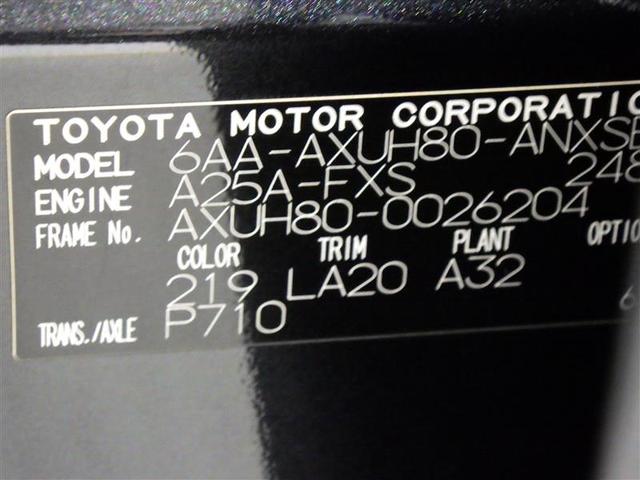 TOYOTA MOTOR CORPORATIO
MODEL 6AA-AXUH80-ANXS
ENGINE A25A-FXS 248
FRAME No. AXUH80-0026204
COLOR TRIM PLANT OPTIO
219 LA20 A32
TRANS./AXLE P710